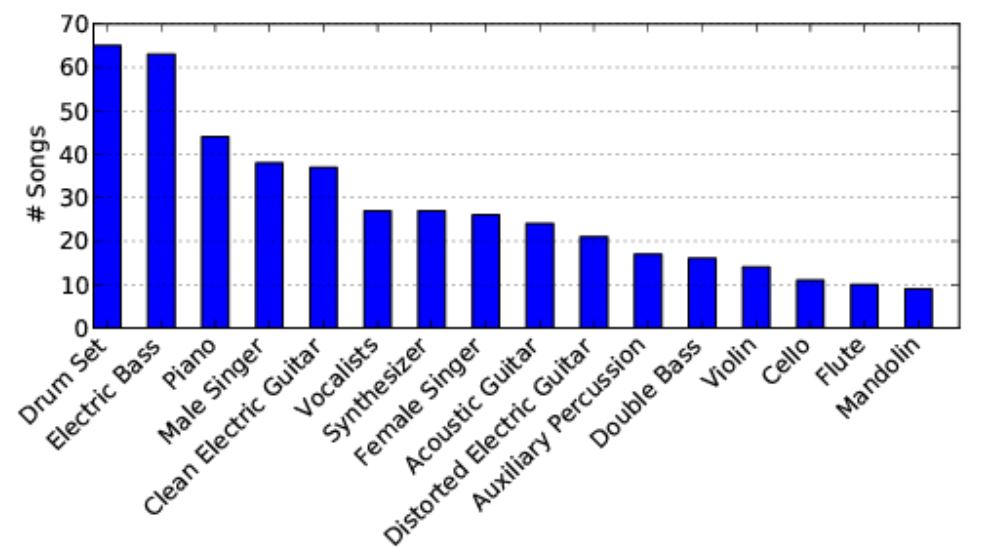 70
60
50
40
30
20
10
0
# Songs
Drum Set
Electric Bass
Piano
Male Singer
Clean Electric Guitar
Vocalists
Synthesizer
Female Singer
Acoustic Guitar
Distorted Electric Guitar
Auxiliary Percussion
Double Bass
Violin
Cello
Flute
Mandolin